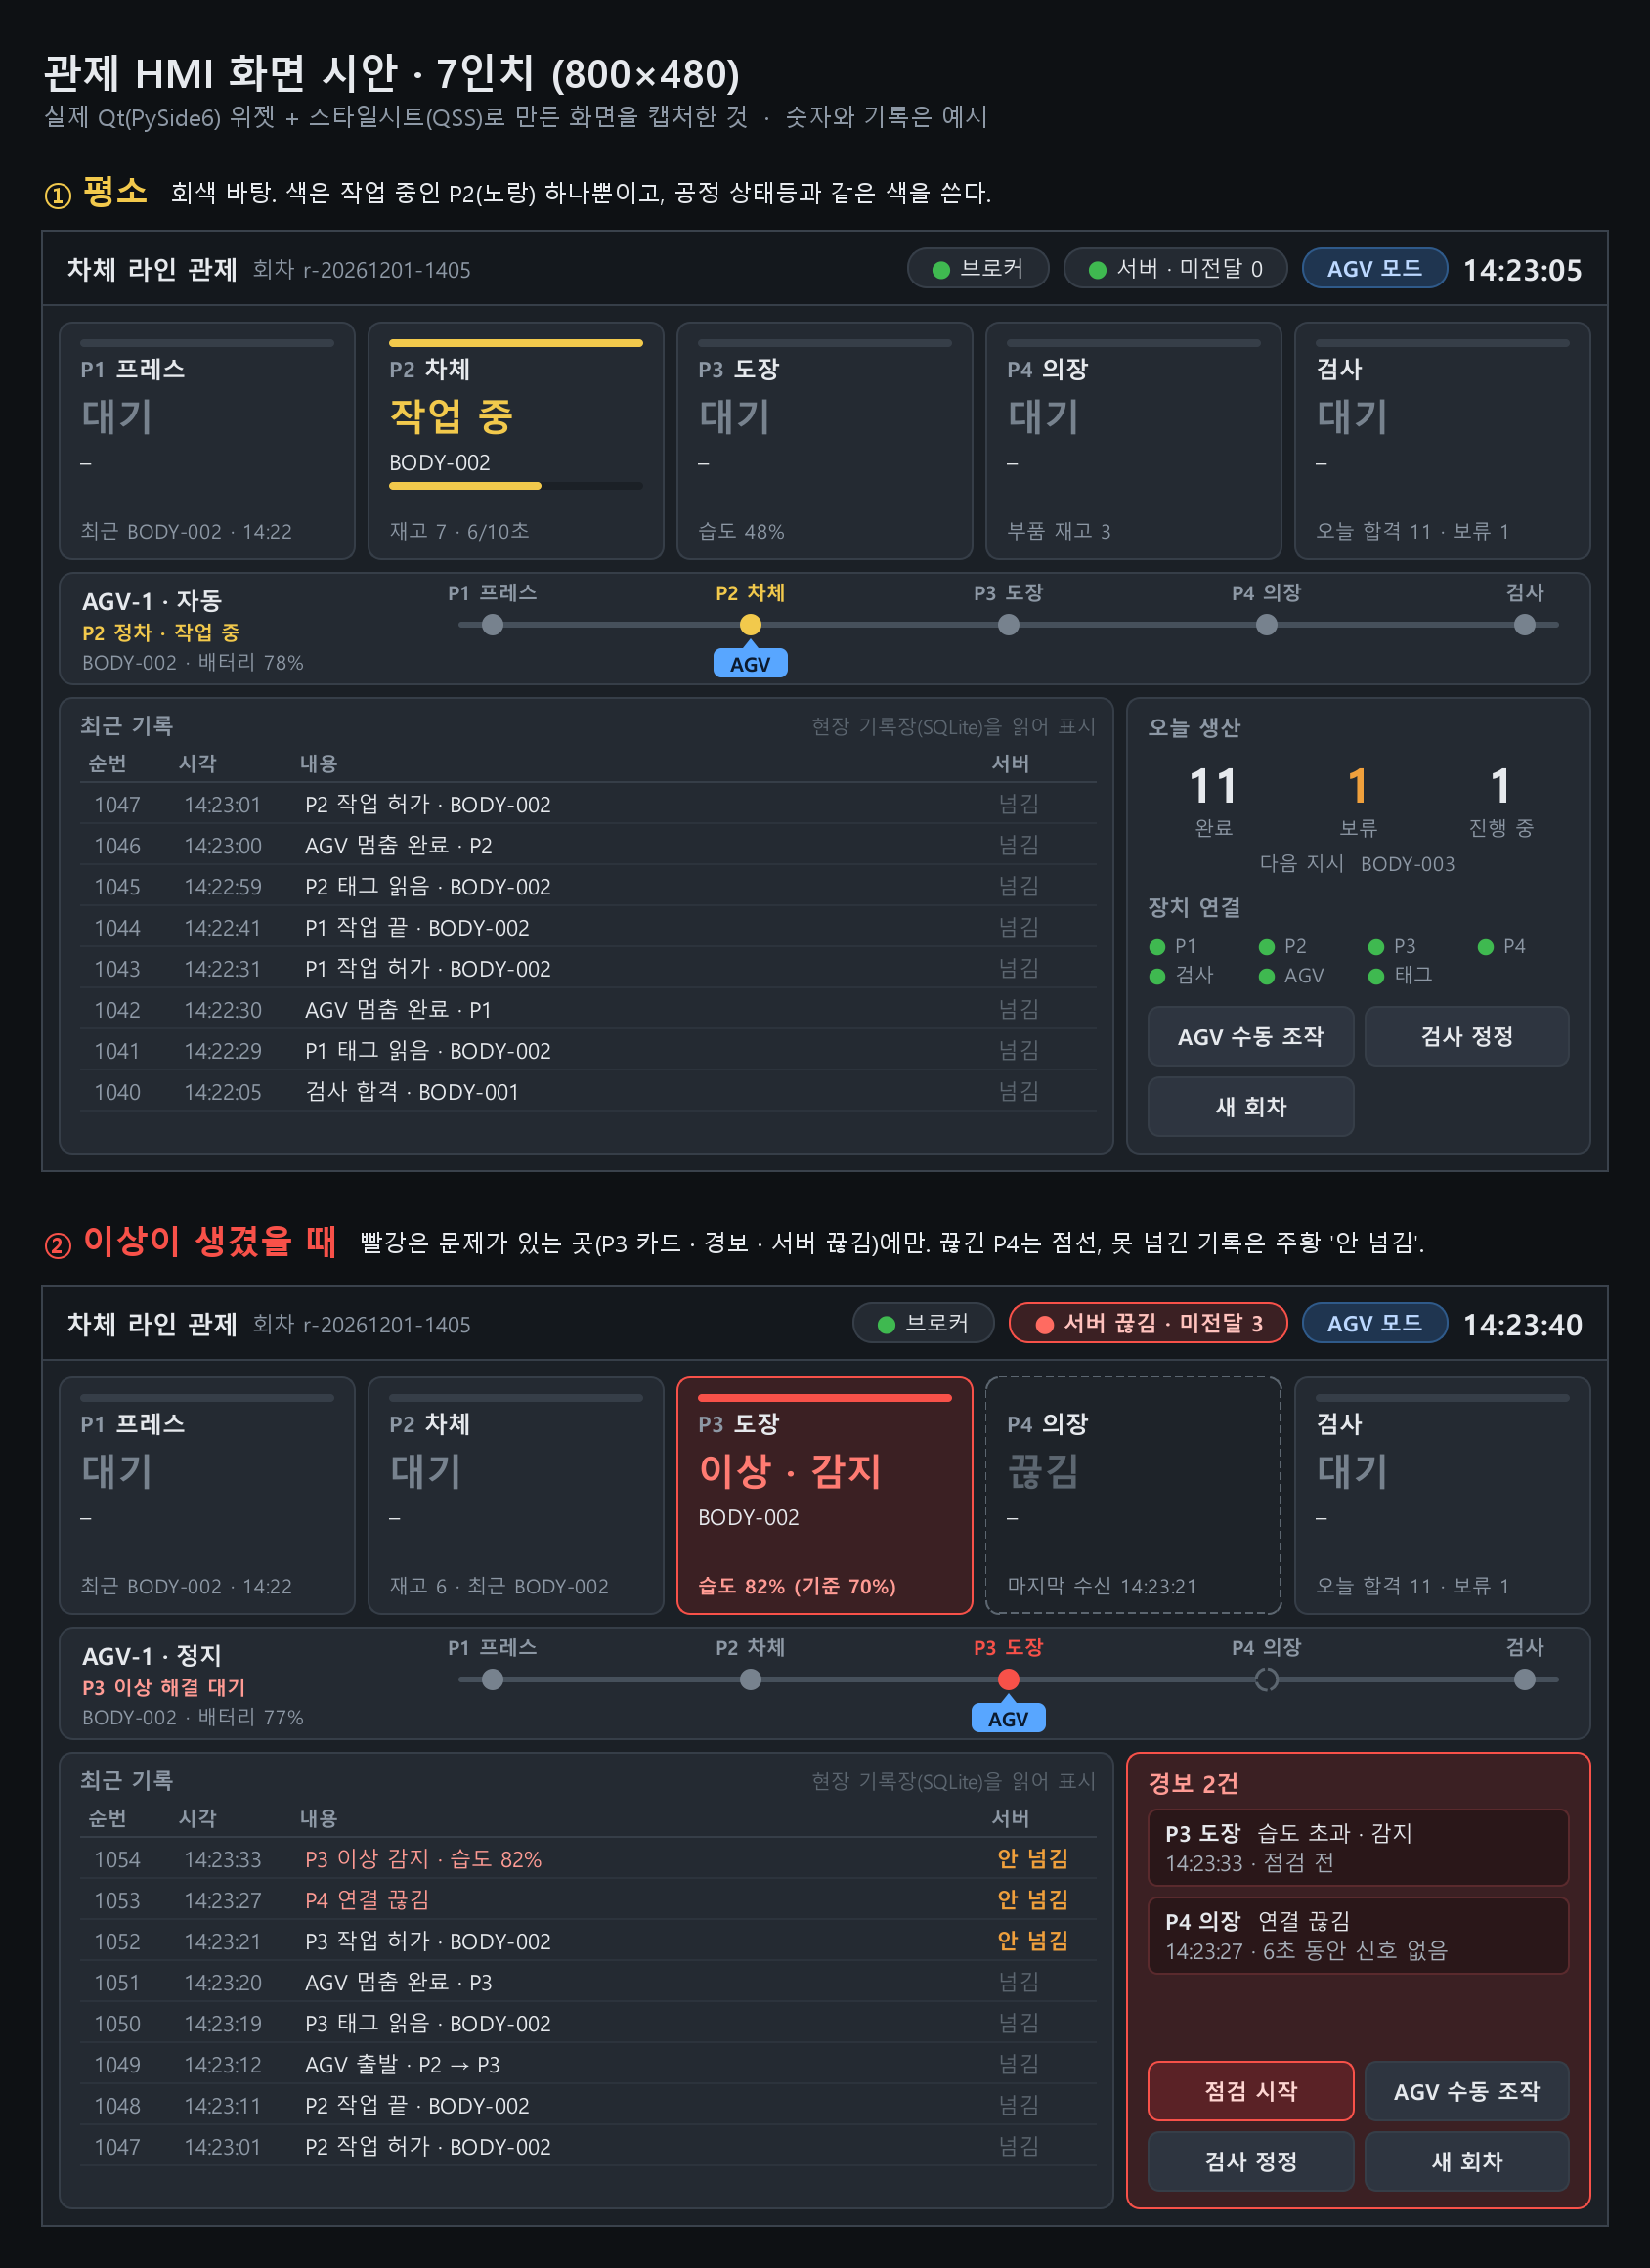 관제 HMI 화면 시안 · 7인치 (800×480)
실제 Qt(PySide6) 위젯 + 스타일시트(QSS)로 만든 화면을 캡처한 것 · 숫자와 기록은 예시
① 평소 회색 바탕. 색은 작업 중인 P2(노랑) 하나뿐이고, 공정 상태등과 같은 색을 쓴다.
차체 라인 관제 회차 r-20261201-1405 브로커 서버 · 미전달 0 AGV 모드 14:23:05
P1 프레스
대기
–
최근 BODY-002 · 14:22
P2 차체
작업 중
BODY-002
재고 7 · 6/10초
P3 도장
대기
–
습도 48%
P4 의장
대기
–
부품 재고 3
검사
대기
–
오늘 합격 11 · 보류 1
AGV-1 · 자동
P2 정차 · 작업 중
BODY-002 · 배터리 78%
P1 프레스 P2 차체 P3 도장 P4 의장 검사
AGV
최근 기록 현장 기록장(SQLite)을 읽어 표시
순번 시각 내용 서버
1047 14:23:01 P2 작업 허가 · BODY-002 넘김
1046 14:23:00 AGV 멈춤 완료 · P2 넘김
1045 14:22:59 P2 태그 읽음 · BODY-002 넘김
1044 14:22:41 P1 작업 끝 · BODY-002 넘김
1043 14:22:31 P1 작업 허가 · BODY-002 넘김
1042 14:22:30 AGV 멈춤 완료 · P1 넘김
1041 14:22:29 P1 태그 읽음 · BODY-002 넘김
1040 14:22:05 검사 합격 · BODY-001 넘김
오늘 생산
11 1 1
완료 보류 진행 중
다음 지시 BODY-003
장치 연결
P1 P2 P3 P4
검사 AGV 태그
AGV 수동 조작 검사 정정
새 회차
② 이상이 생겼을 때 빨강은 문제가 있는 곳(P3 카드 · 경보 · 서버 끊김)에만. 끊긴 P4는 점선, 못 넘긴 기록은 주황 '안 넘김'.
차체 라인 관제 회차 r-20261201-1405 브로커 서버 끊김 · 미전달 3 AGV 모드 14:23:40
P1 프레스
대기
–
최근 BODY-002 · 14:22
P2 차체
대기
–
재고 6 · 최근 BODY-002
P3 도장
이상 · 감지
BODY-002
습도 82% (기준 70%)
P4 의장
끊김
–
마지막 수신 14:23:21
검사
대기
–
오늘 합격 11 · 보류 1
AGV-1 · 정지
P3 이상 해결 대기
BODY-002 · 배터리 77%
P1 프레스 P2 차체 P3 도장 P4 의장 검사
AGV
최근 기록 현장 기록장(SQLite)을 읽어 표시
순번 시각 내용 서버
1054 14:23:33 P3 이상 감지 · 습도 82% 안 넘김
1053 14:23:27 P4 연결 끊김 안 넘김
1052 14:23:21 P3 작업 허가 · BODY-002 안 넘김
1051 14:23:20 AGV 멈춤 완료 · P3 넘김
1050 14:23:19 P3 태그 읽음 · BODY-002 넘김
1049 14:23:12 AGV 출발 · P2 → P3 넘김
1048 14:23:11 P2 작업 끝 · BODY-002 넘김
1047 14:23:01 P2 작업 허가 · BODY-002 넘김
경보 2건
P3 도장 습도 초과 · 감지
14:23:33 · 점검 전
P4 의장 연결 끊김
14:23:27 · 6초 동안 신호 없음
점검 시작 AGV 수동 조작
검사 정정 새 회차